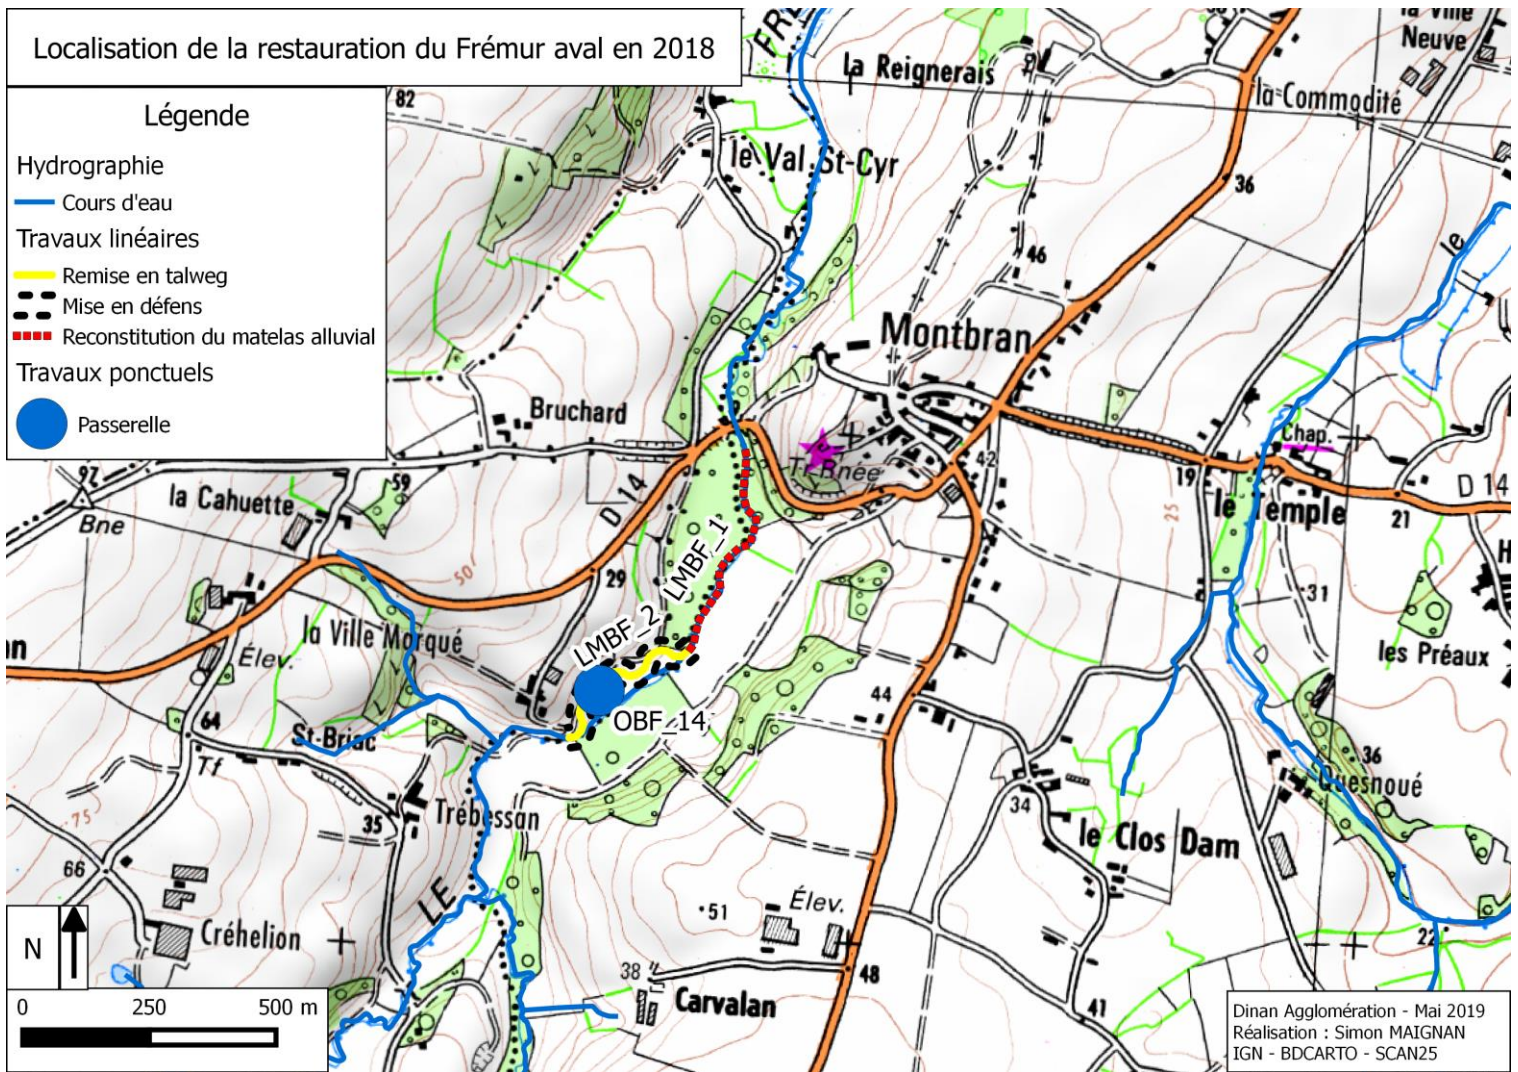 Localisation de la restauration du Frémur aval en 2018
Légende
Hydrographie
Cours d'eau
Travaux linéaires
Remise en talweg
Mise en défens
Reconstitution du matelas alluvial
Travaux ponctuels
Passerelle
82
la Reignerais
Neuve
la Commodité
le Val St-Cyr
36
46
le
Montbran
Bruchard
Chap.
97
59
la Cahuette
Bne
D 14
42
19
le Temple
21
D 14
25
50
29
LMBF_1
31
la Ville Morqué
LMBF_2
Élev.
les Préaux
44
64
St-Briac
OBF_14
Tf
36
Quesnoué
75
35
Trébessan
34
le Clos Dam
66
LE
51
Élev.
Créhelion
22
38
48
Carvalan
41
N
0 250 500 m
Dinan Agglomération - Mai 2019
Réalisation : Simon MAIGNAN
IGN - BDCARTO - SCAN25